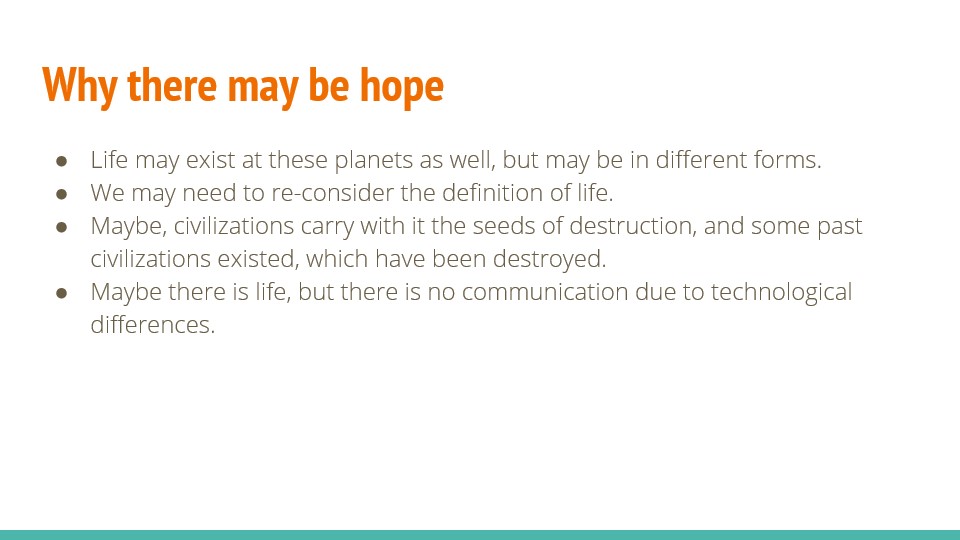 Why there may be hope
● Life may exist at these planets as well, but may be in different forms.
● We may need to re-consider the definition of life.
● Maybe, civilizations carry with it the seeds of destruction, and some past
civilizations existed, which have been destroyed.
● Maybe there is life, but there is no communication due to technological
differences.